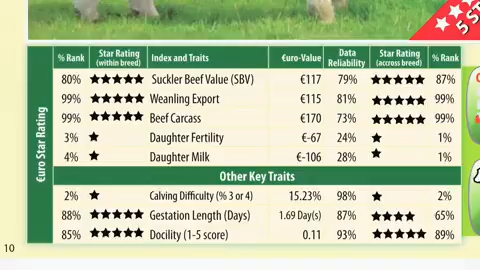 5 ST
% Rank Star Rating (within breed) Index and Traits €uro-Value Data Reliability Star Rating (accross breed) % Rank
80% ★★★★★ Suckler Beef Value (SBV) €117 79% ★★★★★ 87%
99% ★★★★★ Weanling Export €115 81% ★★★★★ 99%
99% ★★★★★ Beef Carcass €170 73% ★★★★★ 99%
3% ★ Daughter Fertility €-67 24% ★ 1%
4% ★ Daughter Milk €-106 28% ★ 1%
Other Key Traits
2% ★ Calving Difficulty (% 3 or 4) 15.23% 98% ★ 2%
88% ★★★★★ Gestation Length (Days) 1.69 Day(s) 87% ★★★★ 65%
85% ★★★★★ Docility (1-5 score) 0.11 93% ★★★★★ 89%
€uro Star Rating
10